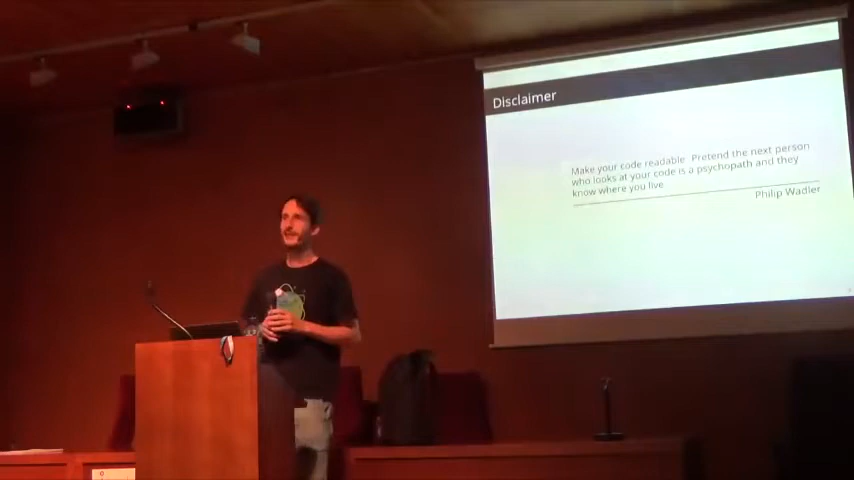 Disclaimer
Make your code readable Pretend the next person
who looks at your code is a psychopath and they
know where you live
Philip Wadler